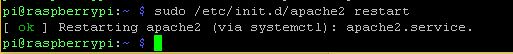 pi@raspberrypi:~ $ sudo /etc/init.d/apache2 restart
[ ok ] Restarting apache2 (via systemctl): apache2.service.
pi@raspberrypi:~ $